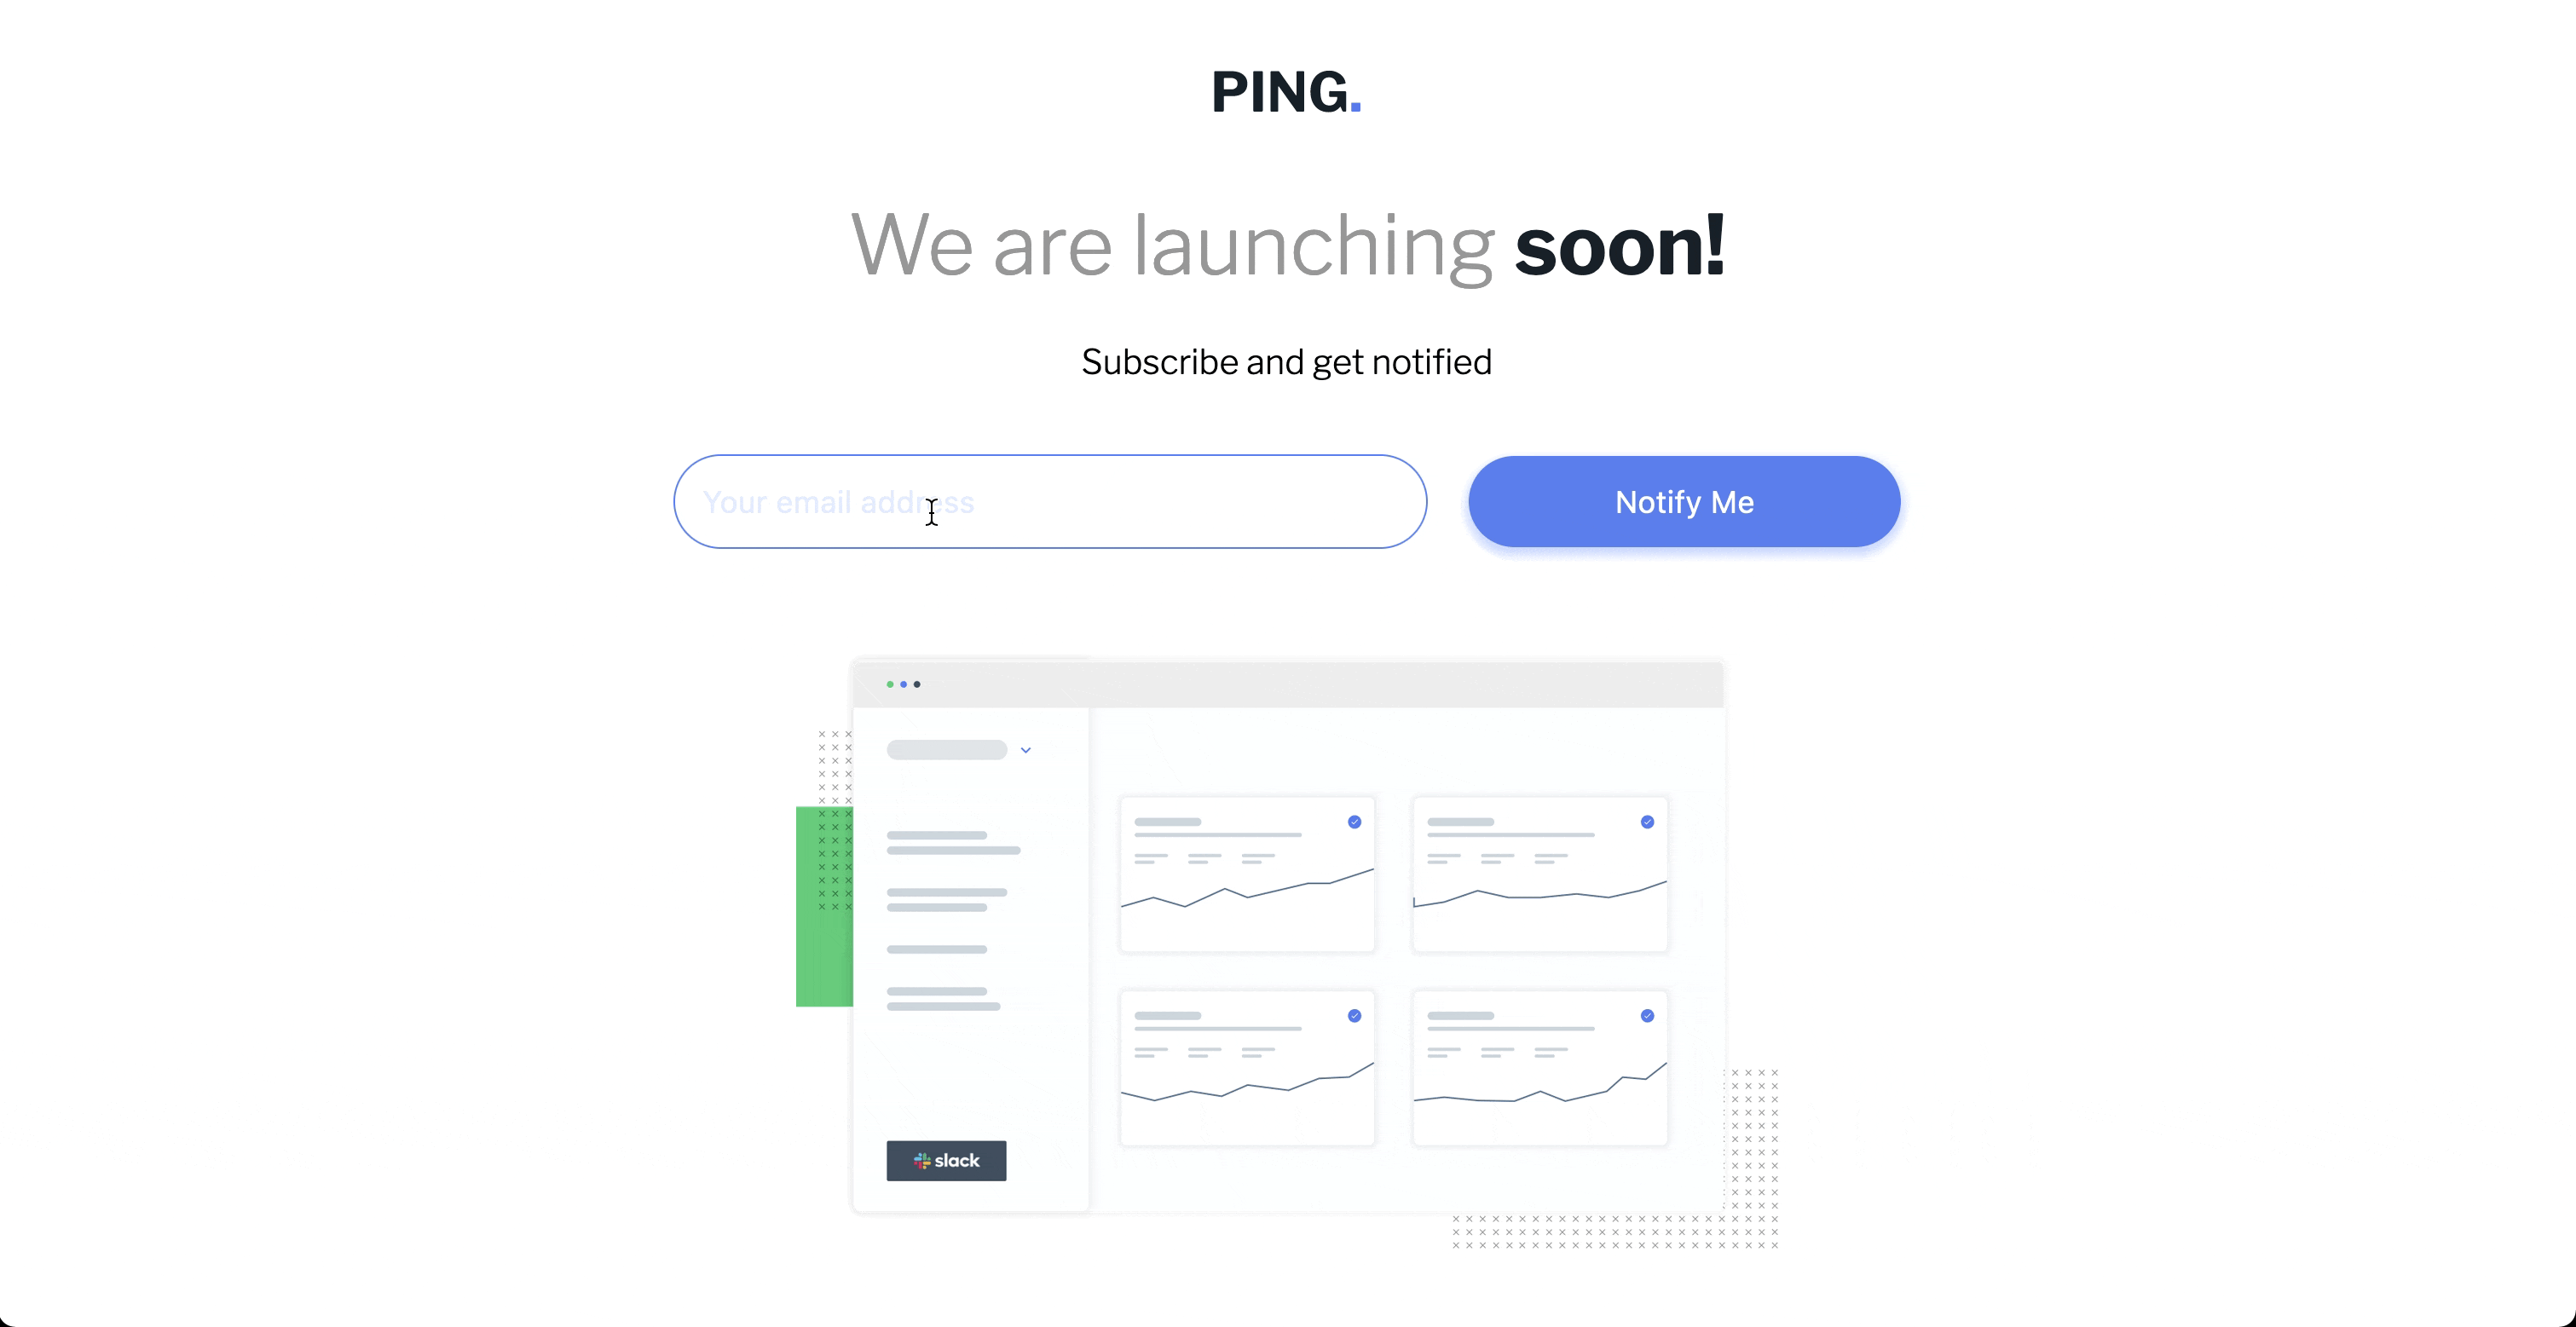 PING.
We are launching soon!
Subscribe and get notified
Your email address
Notify Me
slack